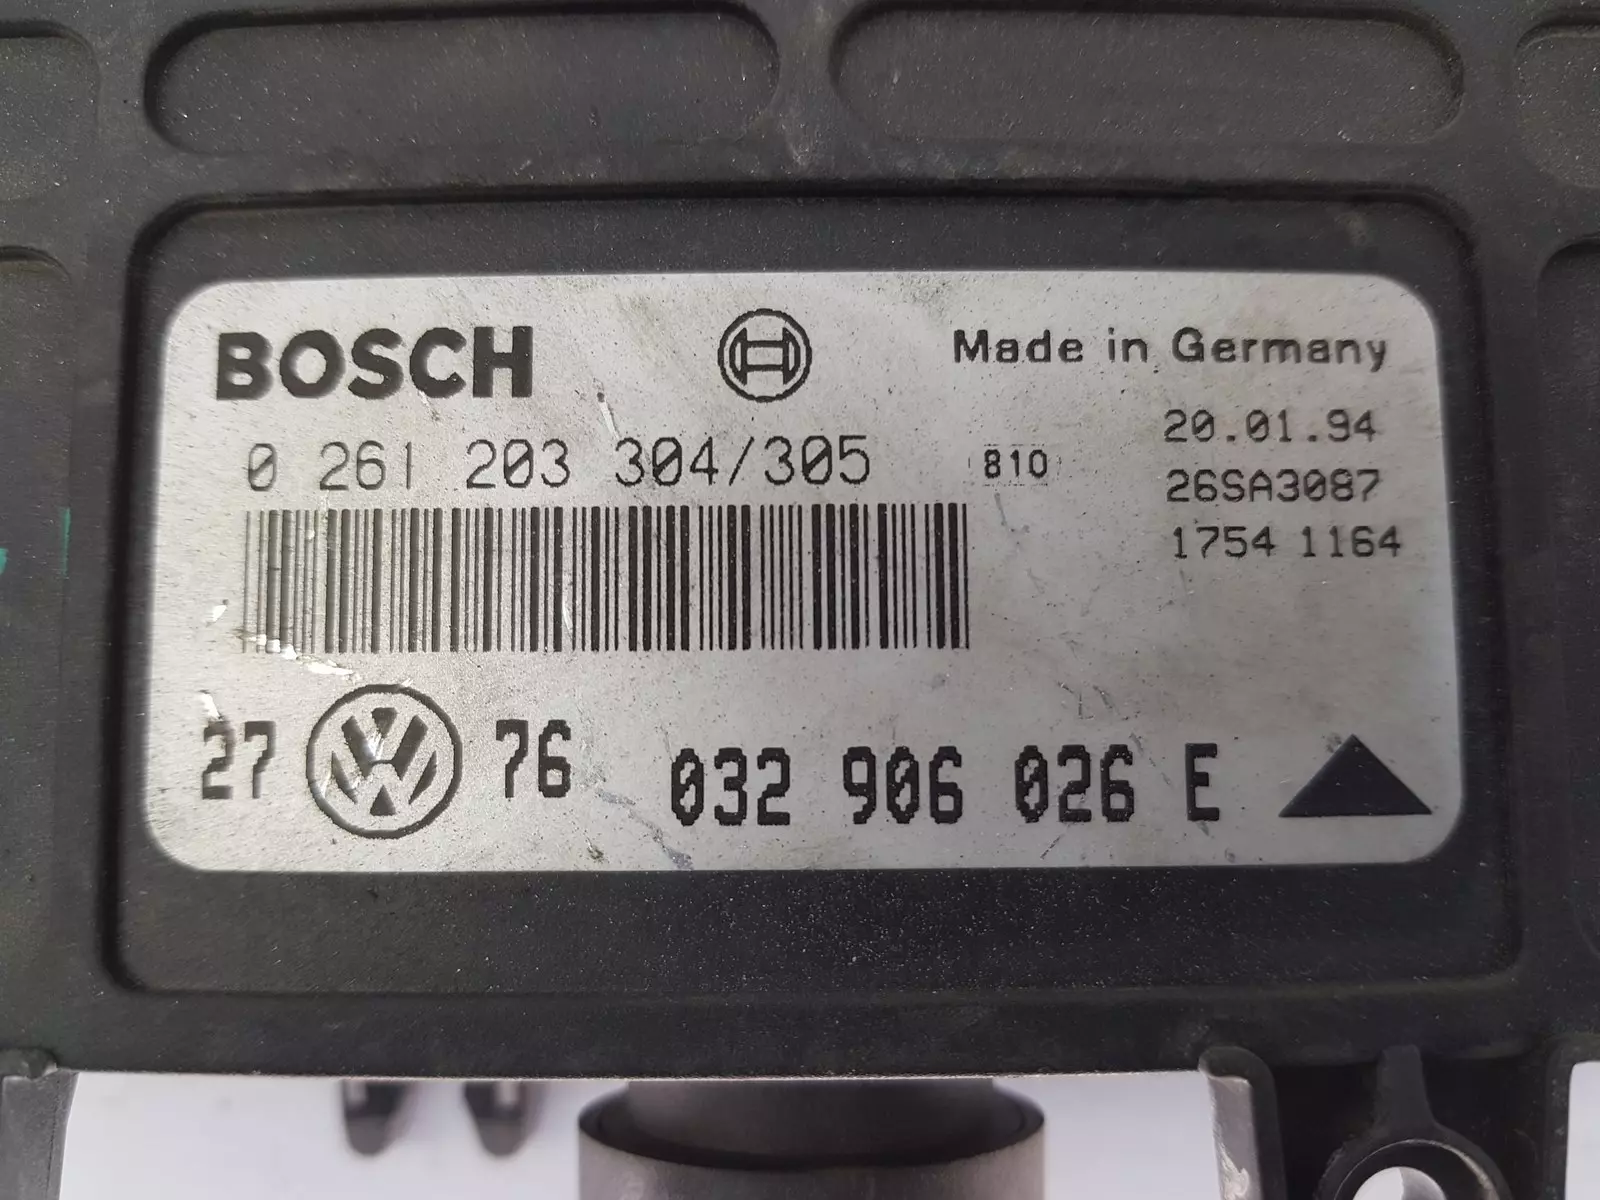 BOSCH
Made in Germany
20.01.94
0 261 203 304/305
810
26SA3087
1754 1164
27 76 032 906 026 E